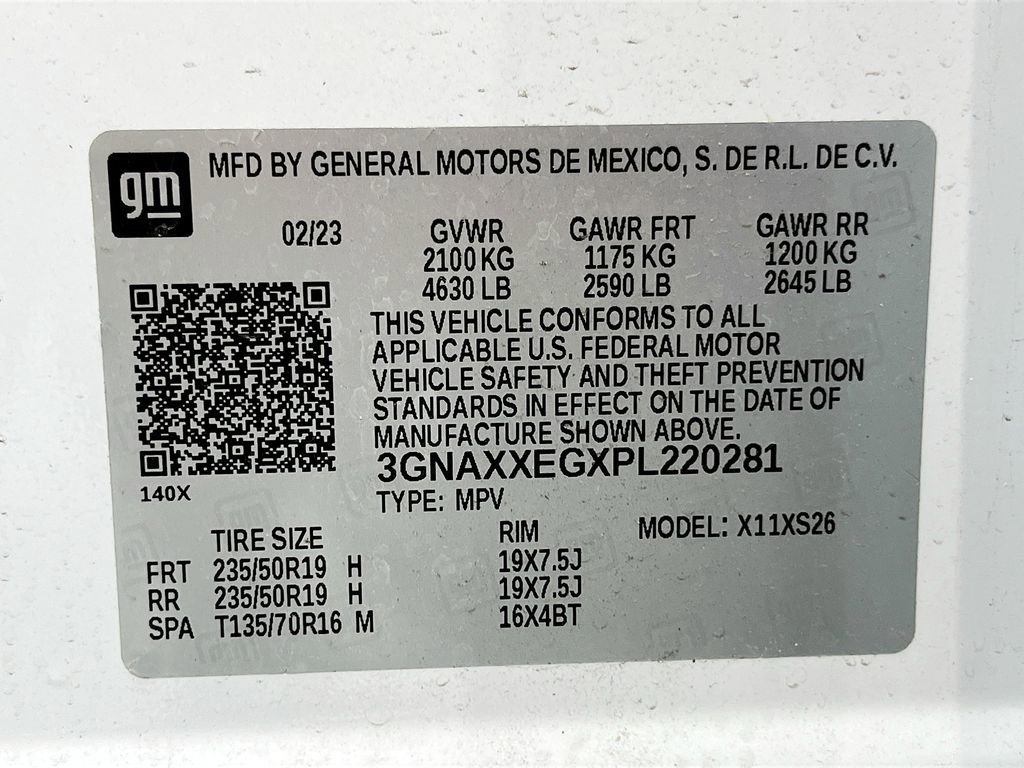 gm
MFD BY GENERAL MOTORS DE MEXICO, S. DE R.L. DE C.V.
02/23 GVWR GAWR FRT GAWR RR
2100 KG 1175 KG 1200 KG
4630 LB 2590 LB 2645 LB
THIS VEHICLE CONFORMS TO ALL
APPLICABLE U.S. FEDERAL MOTOR
VEHICLE SAFETY AND THEFT PREVENTION
STANDARDS IN EFFECT ON THE DATE OF
MANUFACTURE SHOWN ABOVE.
3GNAXXEGXPL220281
140X
TYPE: MPV
MODEL: X11XS26
TIRE SIZE RIM
FRT 235/50R19 H 19X7.5J
RR 235/50R19 H 19X7.5J
SPA T135/70R16 M 16X4BT